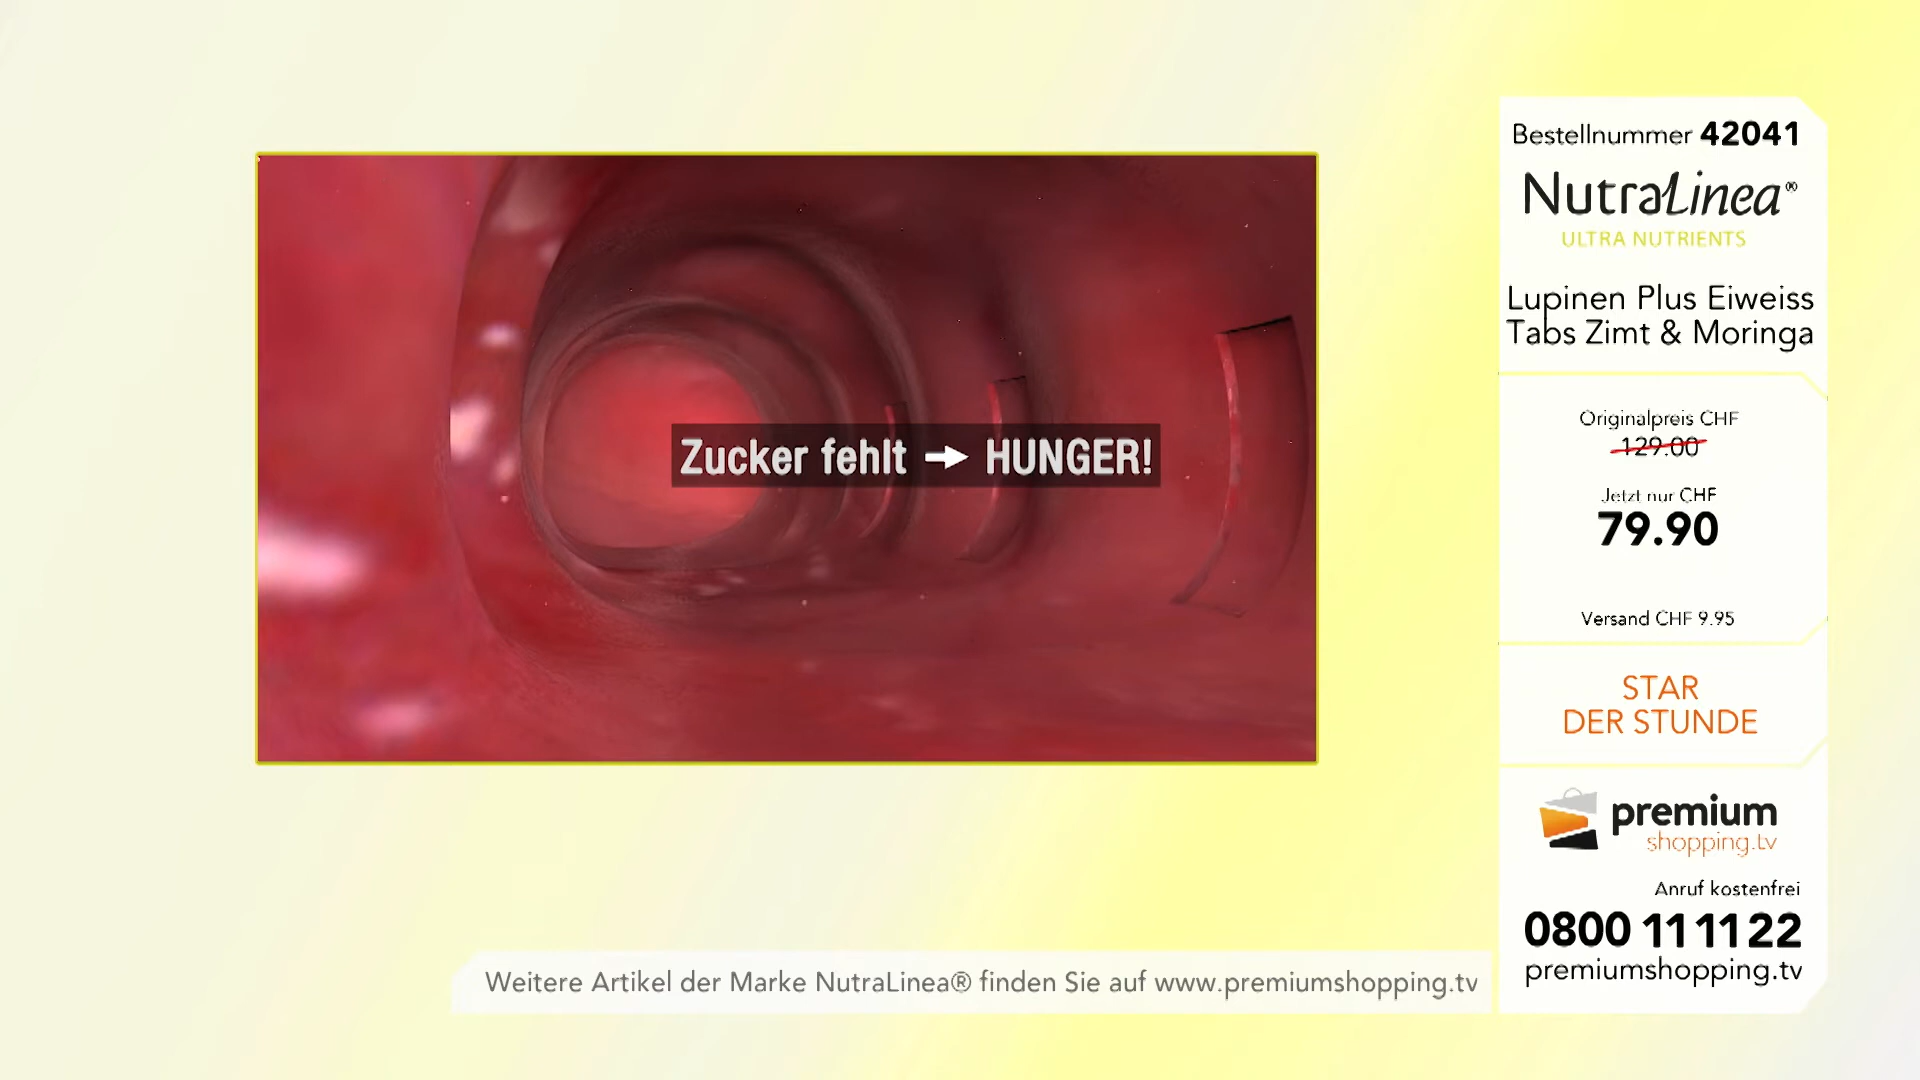 Zucker fehlt → HUNGER!
Bestellnummer 42041
NutraLinea®
ULTRA NUTRIENTS
Lupinen Plus Eiweiss
Tabs Zimt & Moringa
Originalpreis CHF
129.00
Jetzt nur CHF
79.90
Versand CHF 9.95
STAR
DER STUNDE
premium
shopping.tv
Anruf kostenfrei
0800 11 11 22
premiumshopping.tv
Weitere Artikel der Marke NutraLinea® finden Sie auf www.premiumshopping.tv